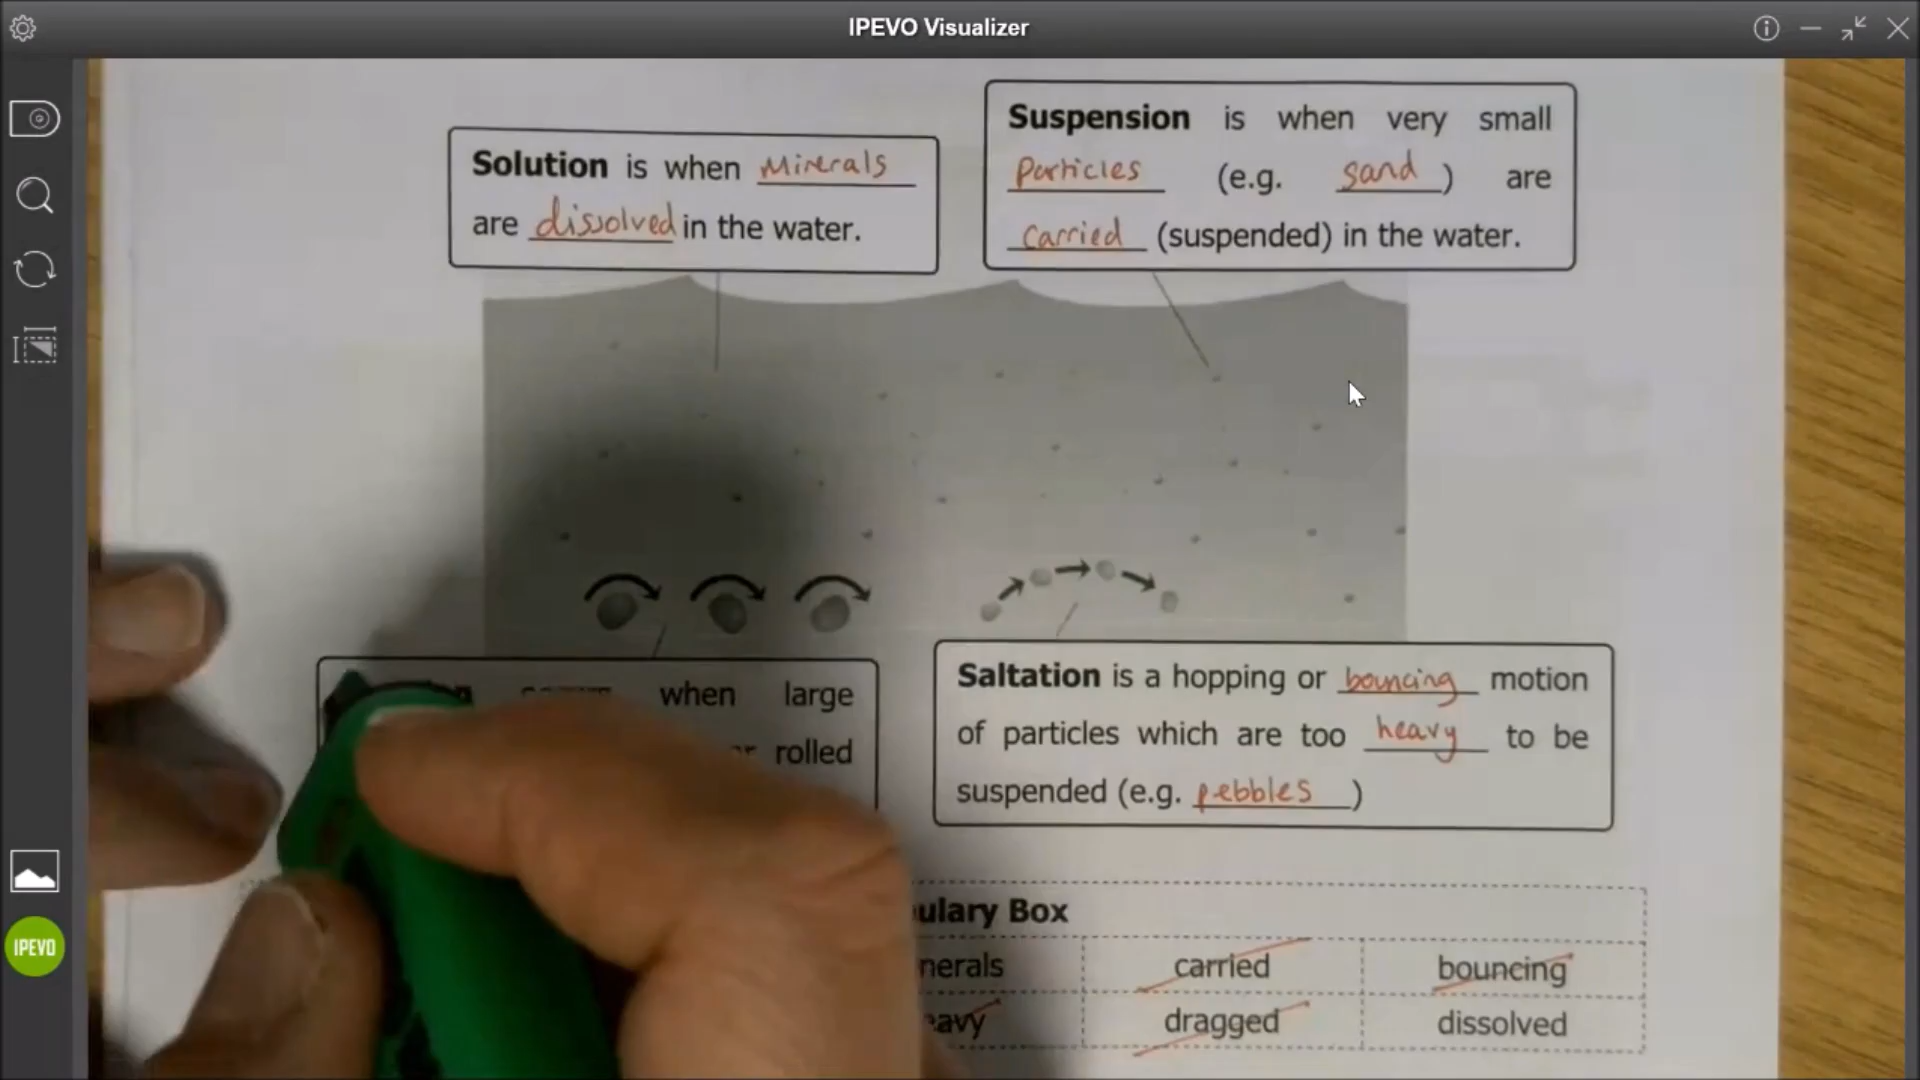 IPEVO Visualizer
Suspension is when very small
Particles (e.g. sand) are
carried (suspended) in the water.
Solution is when Minerals
are dissolved in the water.
when large
rolled
Saltation is a hopping or bouncing motion
of particles which are too heavy to be
suspended (e.g. pebbles)
ulary Box
nerals carried bouncing
eavy dragged dissolved
IPEVO